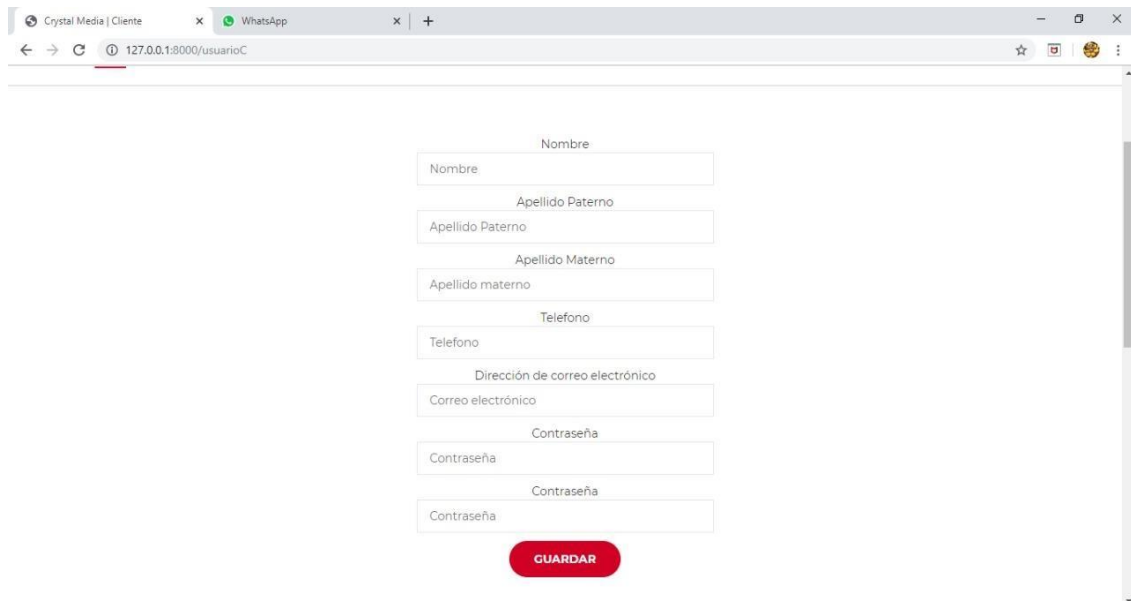 Crystal Media | Cliente
WhatsApp
127.0.0.1:8000/usuarioC
Nombre
Nombre
Apellido Paterno
Apellido Paterno
Apellido Materno
Apellido materno
Telefono
Telefono
Dirección de correo electrónico
Correo electrónico
Contraseña
Contraseña
Contraseña
Contraseña
GUARDAR